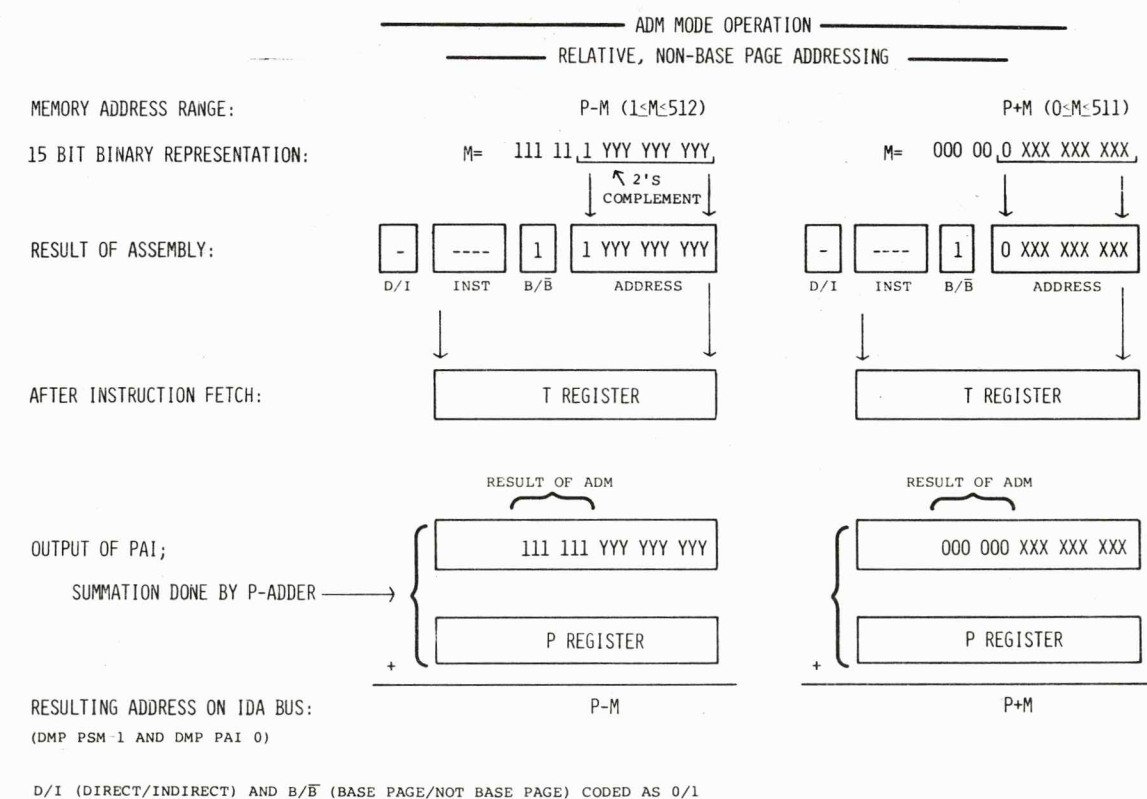 ADM MODE OPERATION
RELATIVE, NON-BASE PAGE ADDRESSING
MEMORY ADDRESS RANGE: P-M (1≤M≤512) P+M (0≤M≤511)
15 BIT BINARY REPRESENTATION: M= 111 11 1 YYY YYY YYY M= 000 00 0 XXX XXX XXX
2'S
COMPLEMENT
RESULT OF ASSEMBLY: - ---- 1 1 YYY YYY YYY - ---- 1 0 XXX XXX XXX
D/I INST B/B̅ ADDRESS D/I INST B/B̅ ADDRESS
AFTER INSTRUCTION FETCH: T REGISTER T REGISTER
RESULT OF ADM RESULT OF ADM
OUTPUT OF PAI; 111 111 YYY YYY YYY 000 000 XXX XXX XXX
SUMMATION DONE BY P-ADDER
P REGISTER P REGISTER
+ +
RESULTING ADDRESS ON IDA BUS: P-M P+M
(DMP PSM 1 AND DMP PAI 0)
D/I (DIRECT/INDIRECT) AND B/B̅ (BASE PAGE/NOT BASE PAGE) CODED AS 0/1